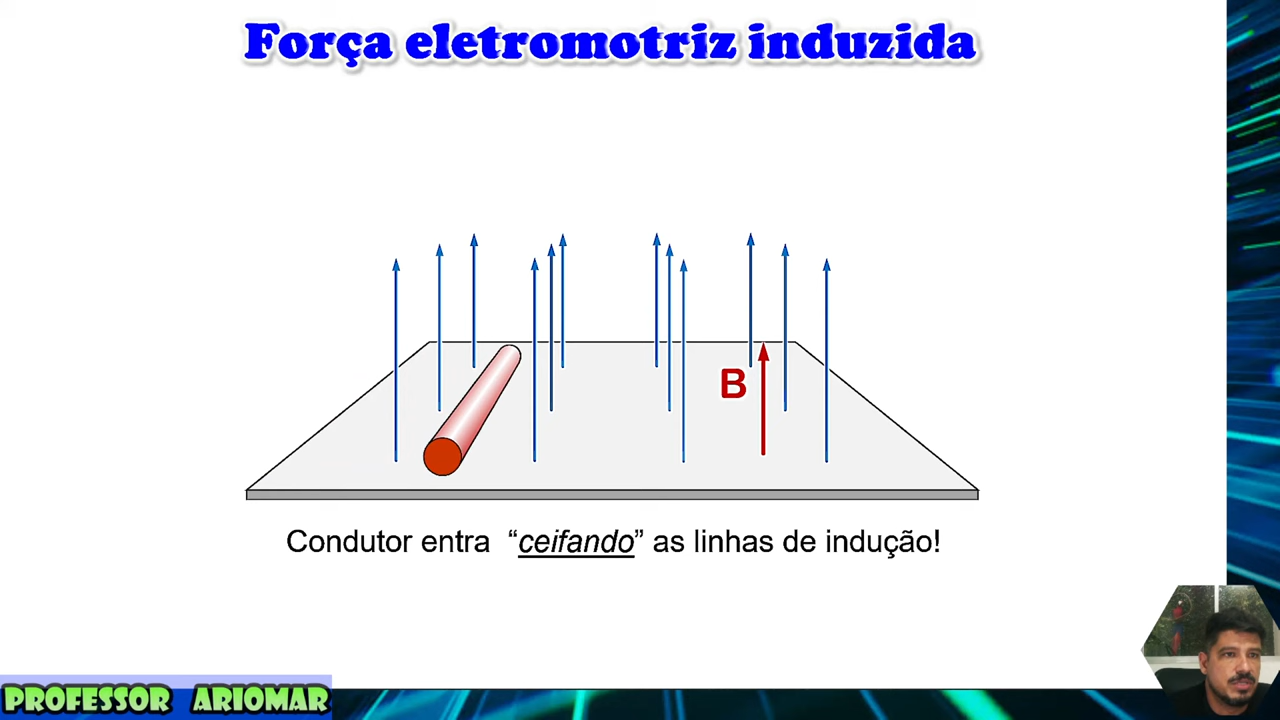 Força eletromotriz induzida
B
Condutor entra “ceifando” as linhas de indução!
PROFESSOR ARIOMAR